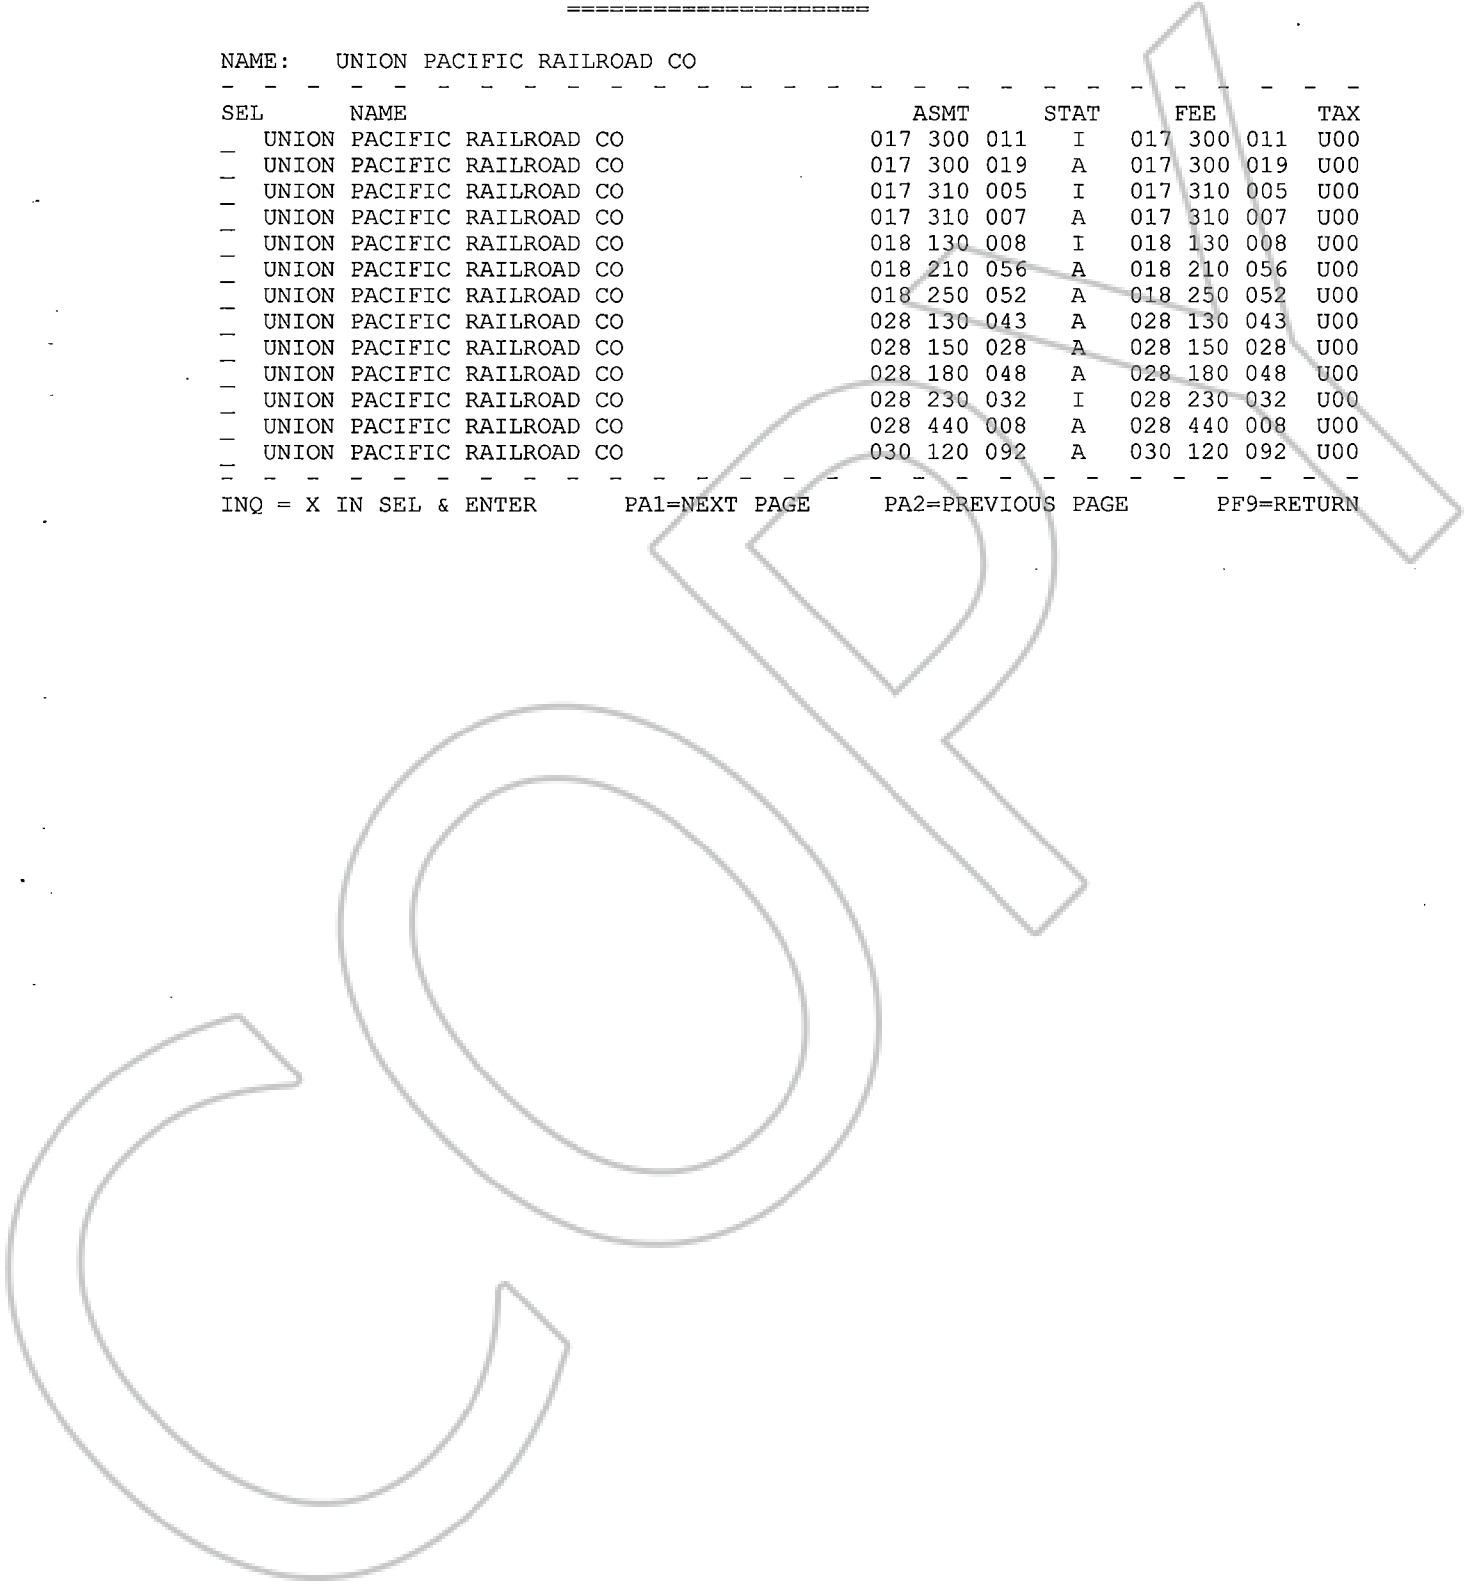 =====================
NAME: UNION PACIFIC RAILROAD CO
- - - - - - - - - - - - - - - - - - - - - - - - - - -
SEL NAME ASMT STAT FEE TAX
_ UNION PACIFIC RAILROAD CO 017 300 011 I 017 300 011 U00
_ UNION PACIFIC RAILROAD CO 017 300 019 A 017 300 019 U00
_ UNION PACIFIC RAILROAD CO 017 310 005 I 017 310 005 U00
_ UNION PACIFIC RAILROAD CO 017 310 007 A 017 310 007 U00
_ UNION PACIFIC RAILROAD CO 018 130 008 I 018 130 008 U00
_ UNION PACIFIC RAILROAD CO 018 210 056 A 018 210 056 U00
_ UNION PACIFIC RAILROAD CO 018 250 052 A 018 250 052 U00
_ UNION PACIFIC RAILROAD CO 028 130 043 A 028 130 043 U00
_ UNION PACIFIC RAILROAD CO 028 150 028 A 028 150 028 U00
_ UNION PACIFIC RAILROAD CO 028 180 048 A 028 180 048 U00
_ UNION PACIFIC RAILROAD CO 028 230 032 I 028 230 032 U00
_ UNION PACIFIC RAILROAD CO 028 440 008 A 028 440 008 U00
_ UNION PACIFIC RAILROAD CO 030 120 092 A 030 120 092 U00
- - - - - - - - - - - - - - - - - - - - - - - - - - -
INQ = X IN SEL & ENTER PA1=NEXT PAGE PA2=PREVIOUS PAGE PF9=RETURN
COPY